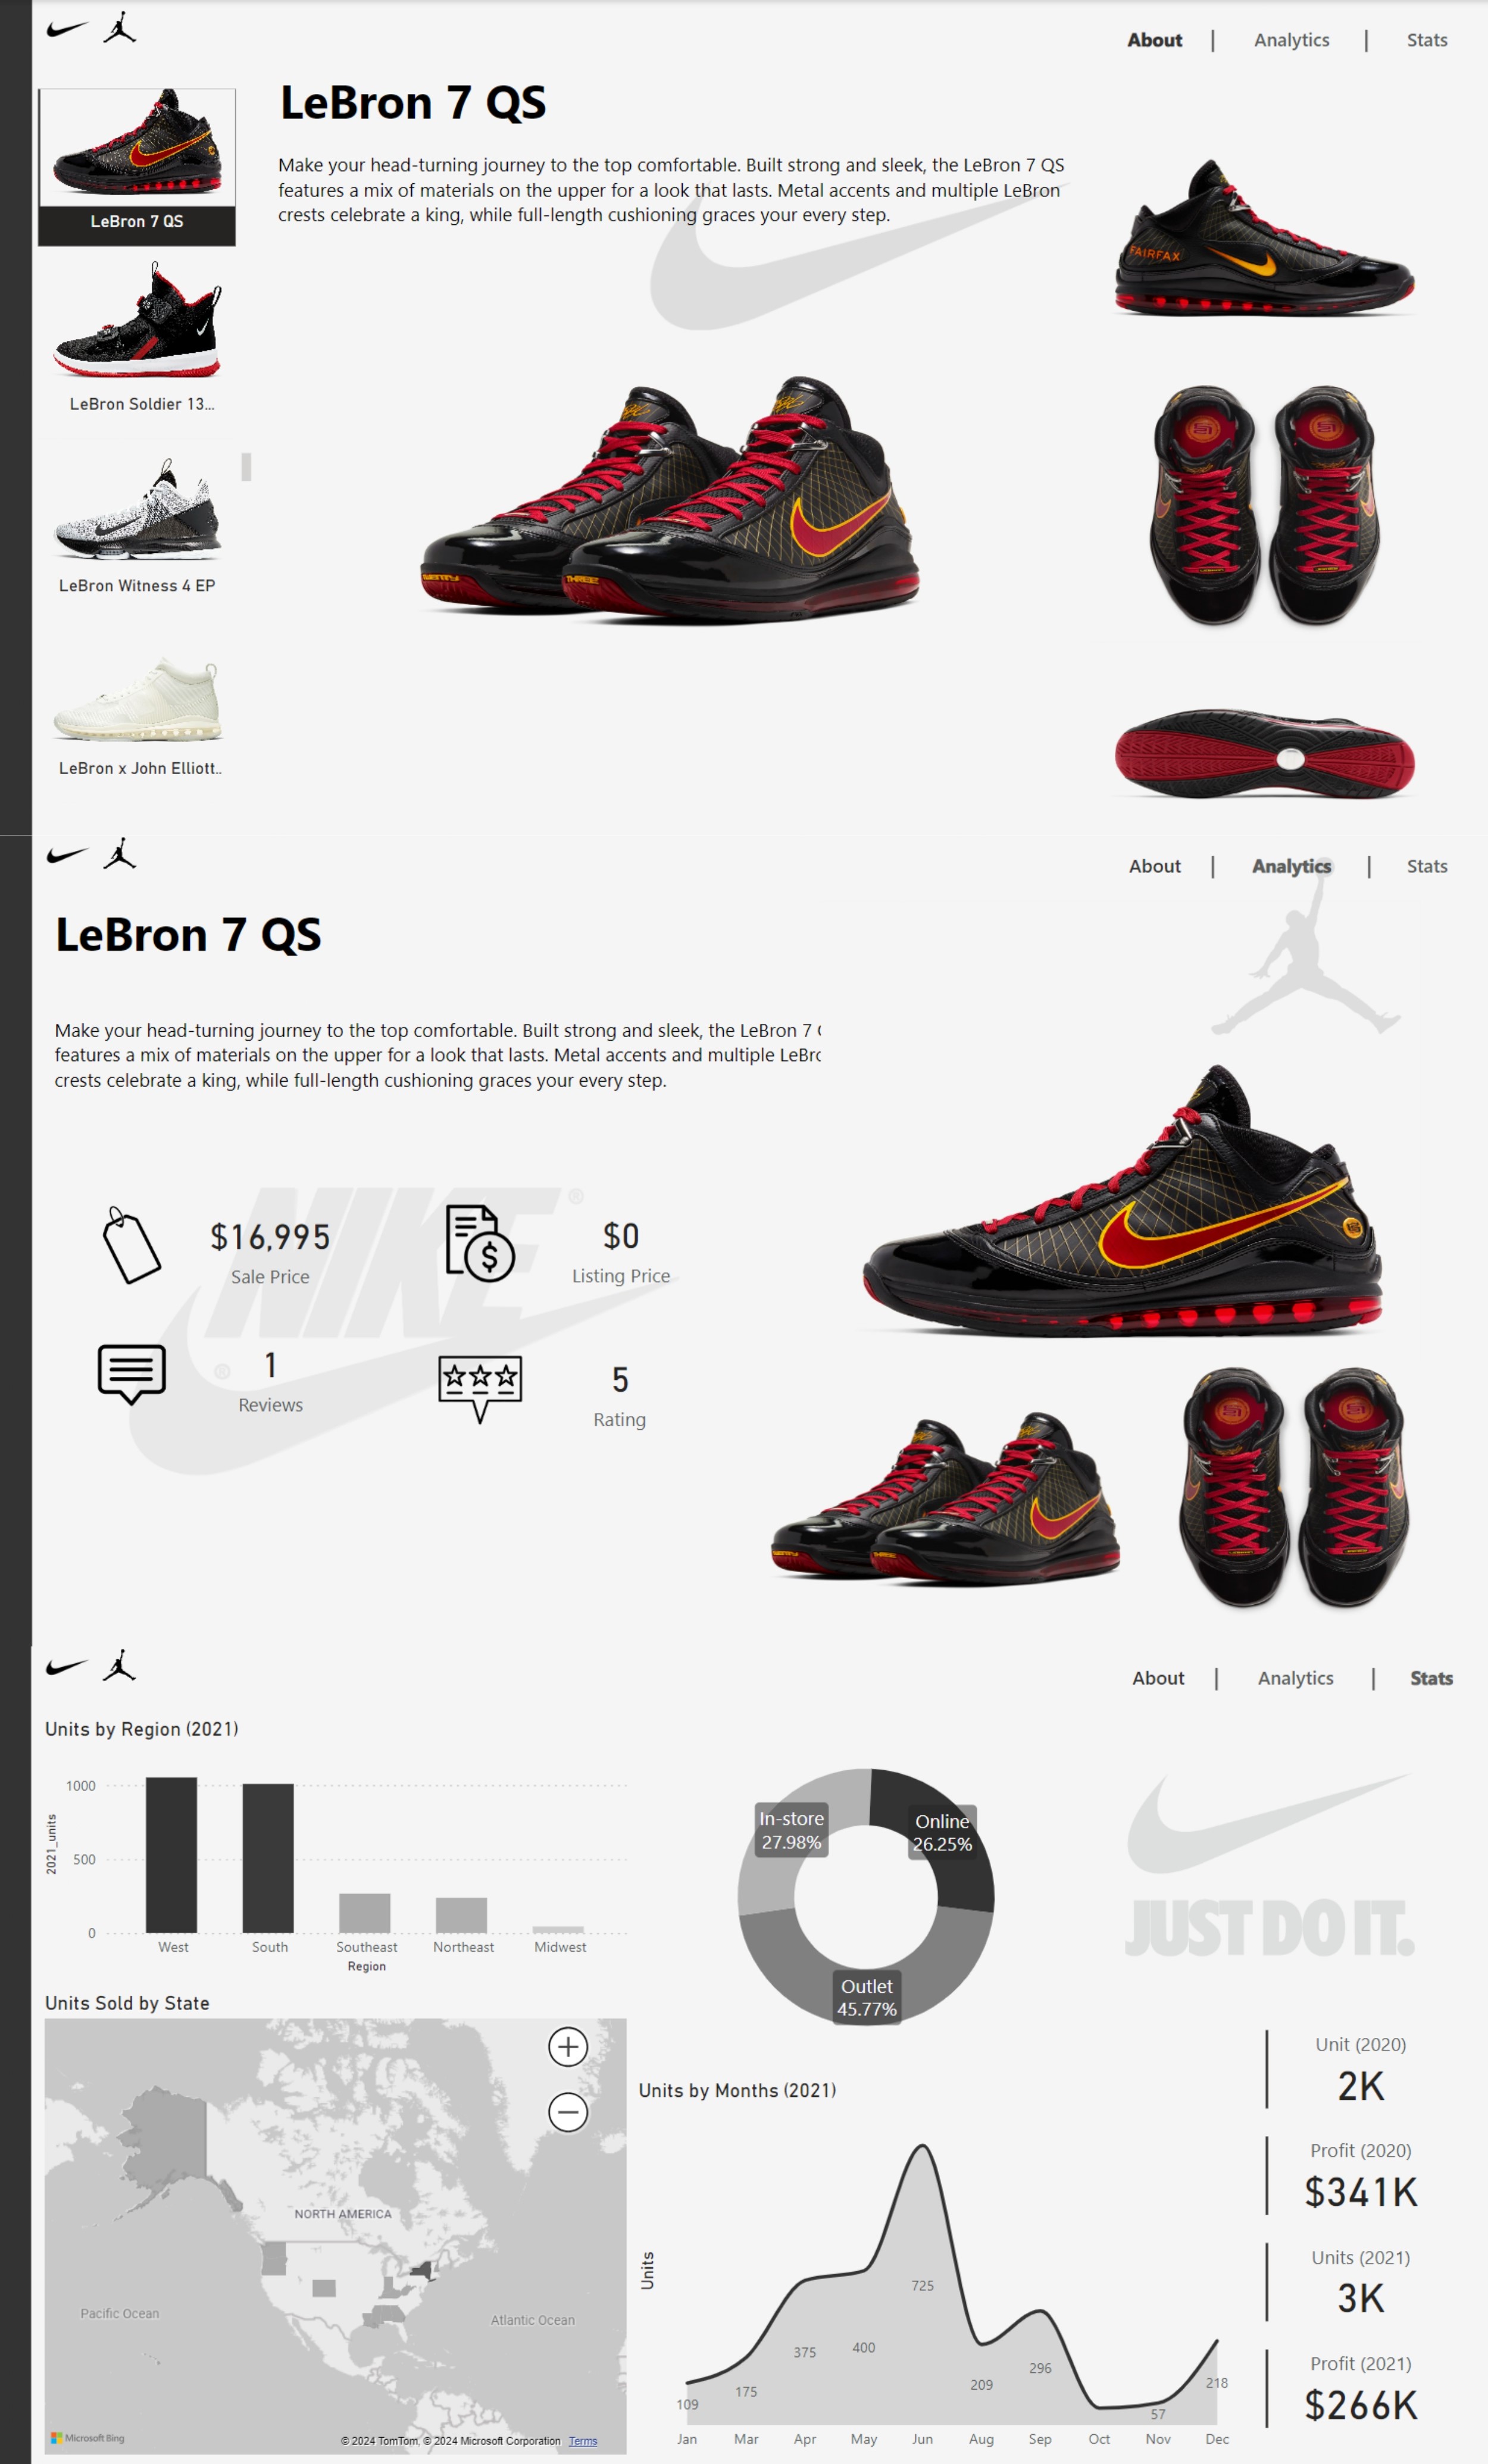 About | Analytics | Stats
LeBron 7 QS
Make your head-turning journey to the top comfortable. Built strong and sleek, the LeBron 7 QS
features a mix of materials on the upper for a look that lasts. Metal accents and multiple LeBron
crests celebrate a king, while full-length cushioning graces your every step.
LeBron 7 QS
LeBron Soldier 13...
LeBron Witness 4 EP
LeBron x John Elliott..
FAIRFAX
THREE
About | Analytics | Stats
LeBron 7 QS
Make your head-turning journey to the top comfortable. Built strong and sleek, the LeBron 7
features a mix of materials on the upper for a look that lasts. Metal accents and multiple LeBro
crests celebrate a king, while full-length cushioning graces your every step.
NIKE ®
$16,995
Sale Price
$0
Listing Price
®
1
Reviews
5
Rating
About | Analytics | Stats
Units by Region (2021)
2021_units
1000
500
0
West South Southeast Northeast Midwest
Region
In-store
27.98%
Online
26.25%
Outlet
45.77%
JUST DO IT.
Units Sold by State
NORTH AMERICA
Pacific Ocean
Atlantic Ocean
Microsoft Bing
© 2024 TomTom, © 2024 Microsoft Corporation Terms
Units by Months (2021)
Units
109
175
375
400
725
209
296
57
218
Jan Mar Apr May Jun Aug Sep Oct Nov Dec
Unit (2020)
2K
Profit (2020)
$341K
Units (2021)
3K
Profit (2021)
$266K